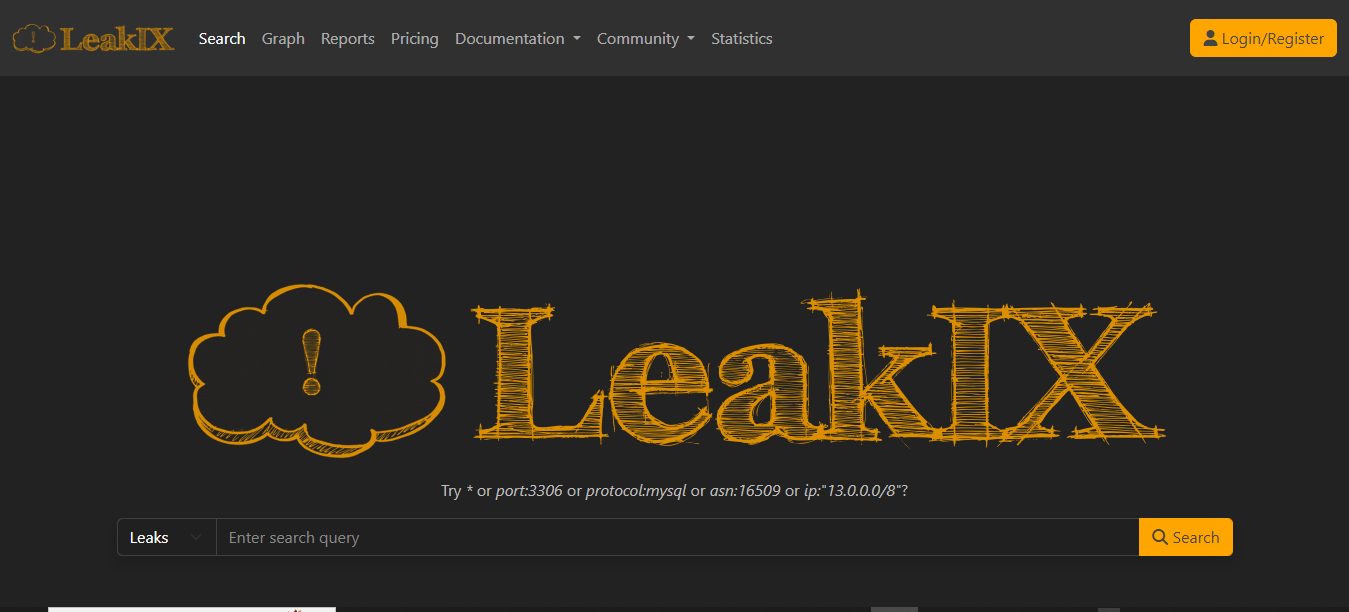 LeakIX Search Graph Reports Pricing Documentation Community Statistics Login/Register
LeakIX
Try * or port:3306 or protocol:mysql or asn:16509 or ip:"13.0.0.0/8"?
Leaks Enter search query Search